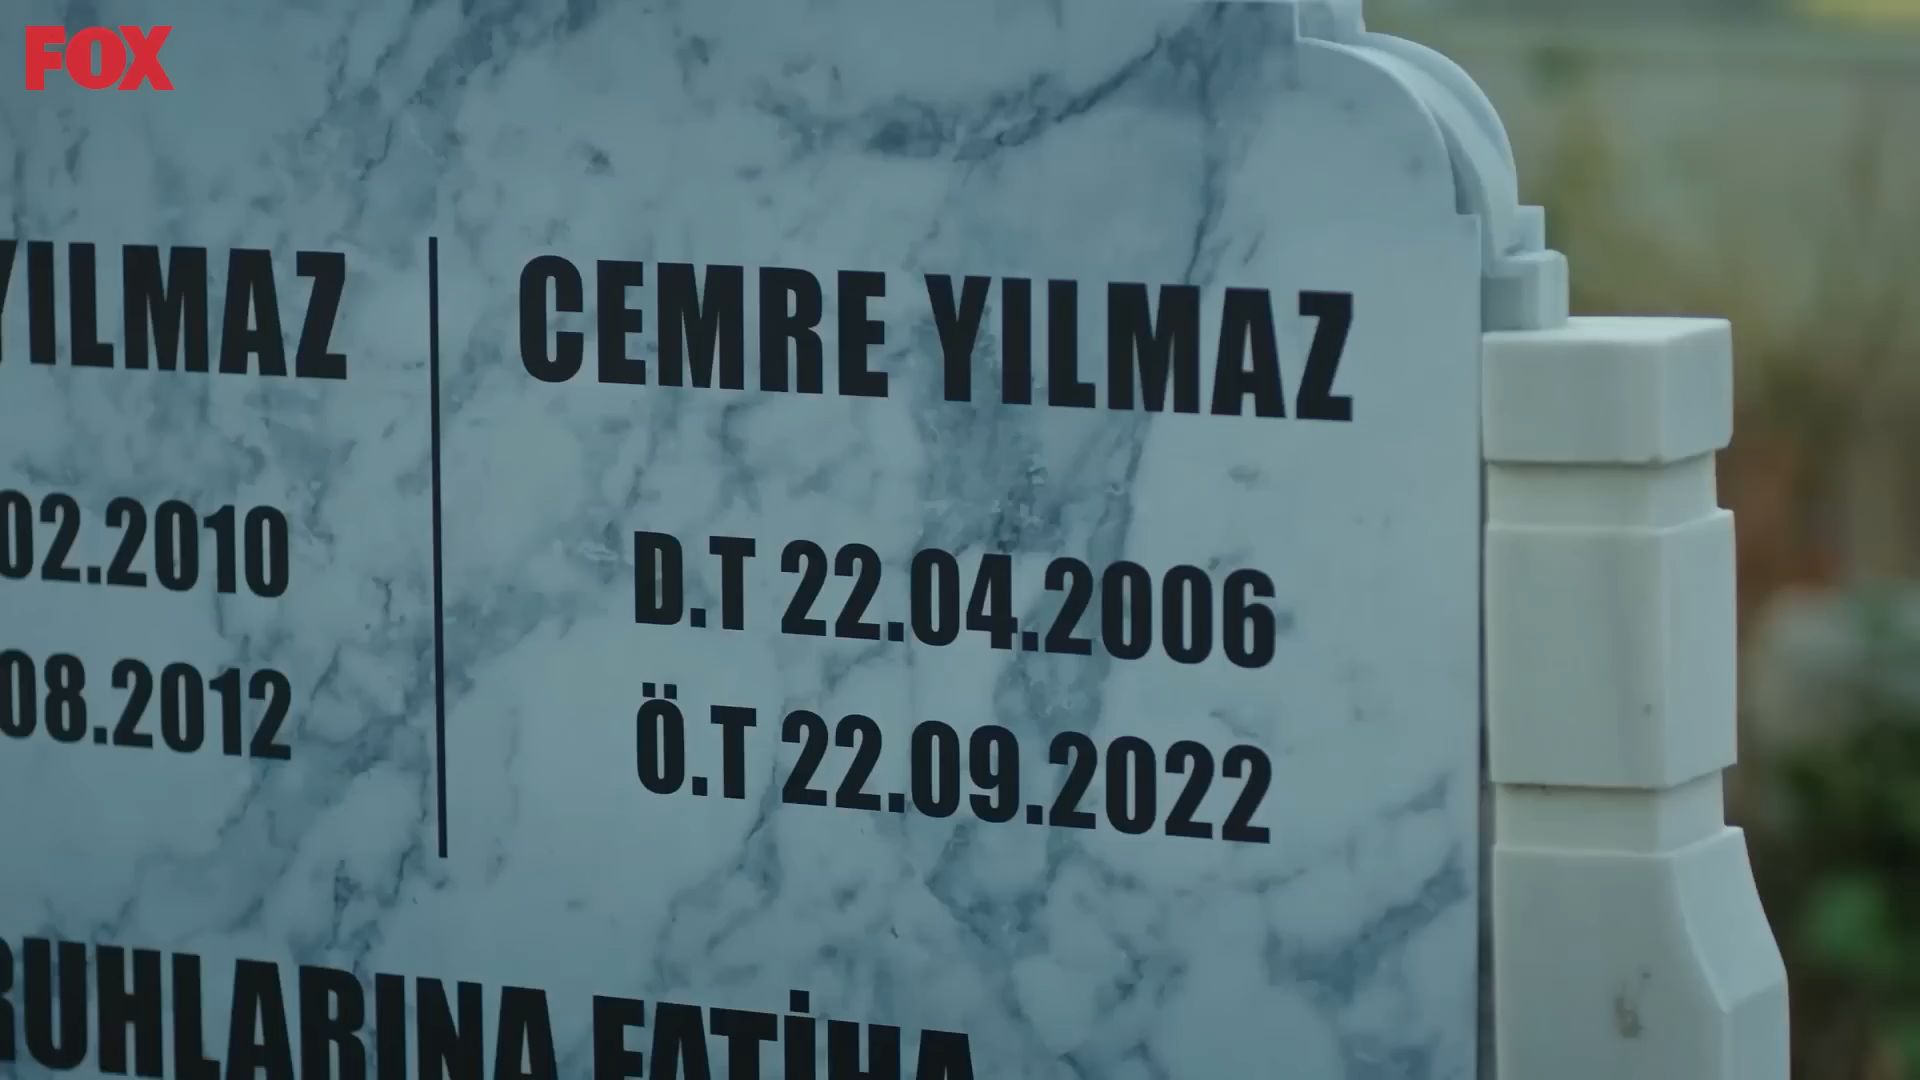 FOX
YILMAZ
02.2010
08.2012
CEMRE YILMAZ
D.T 22.04.2006
Ö.T 22.09.2022
RUHLARINA FATİHA